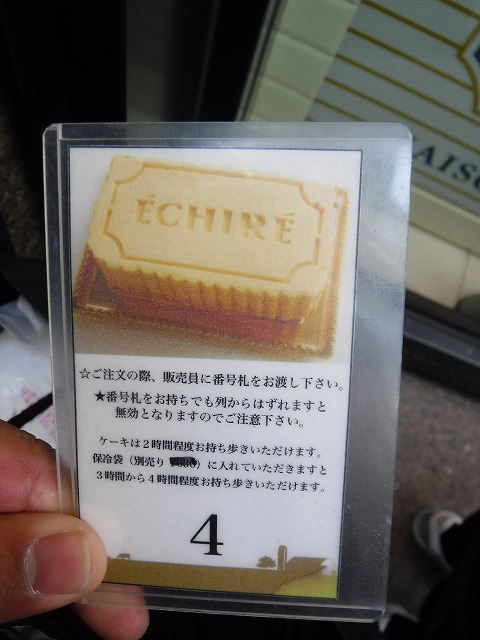 AISO
ÉCHIRÉ
☆ご注文の際、販売員に番号札をお渡し下さい。
★番号札をお持ちでも列からはずれますと
無効となりますのでご注意下さい。
ケーキは２時間程度お持ち歩きいただけます。
保冷袋（別売り）に入れていただきますと
３時間から４時間程度お持ち歩きいただけます。
4